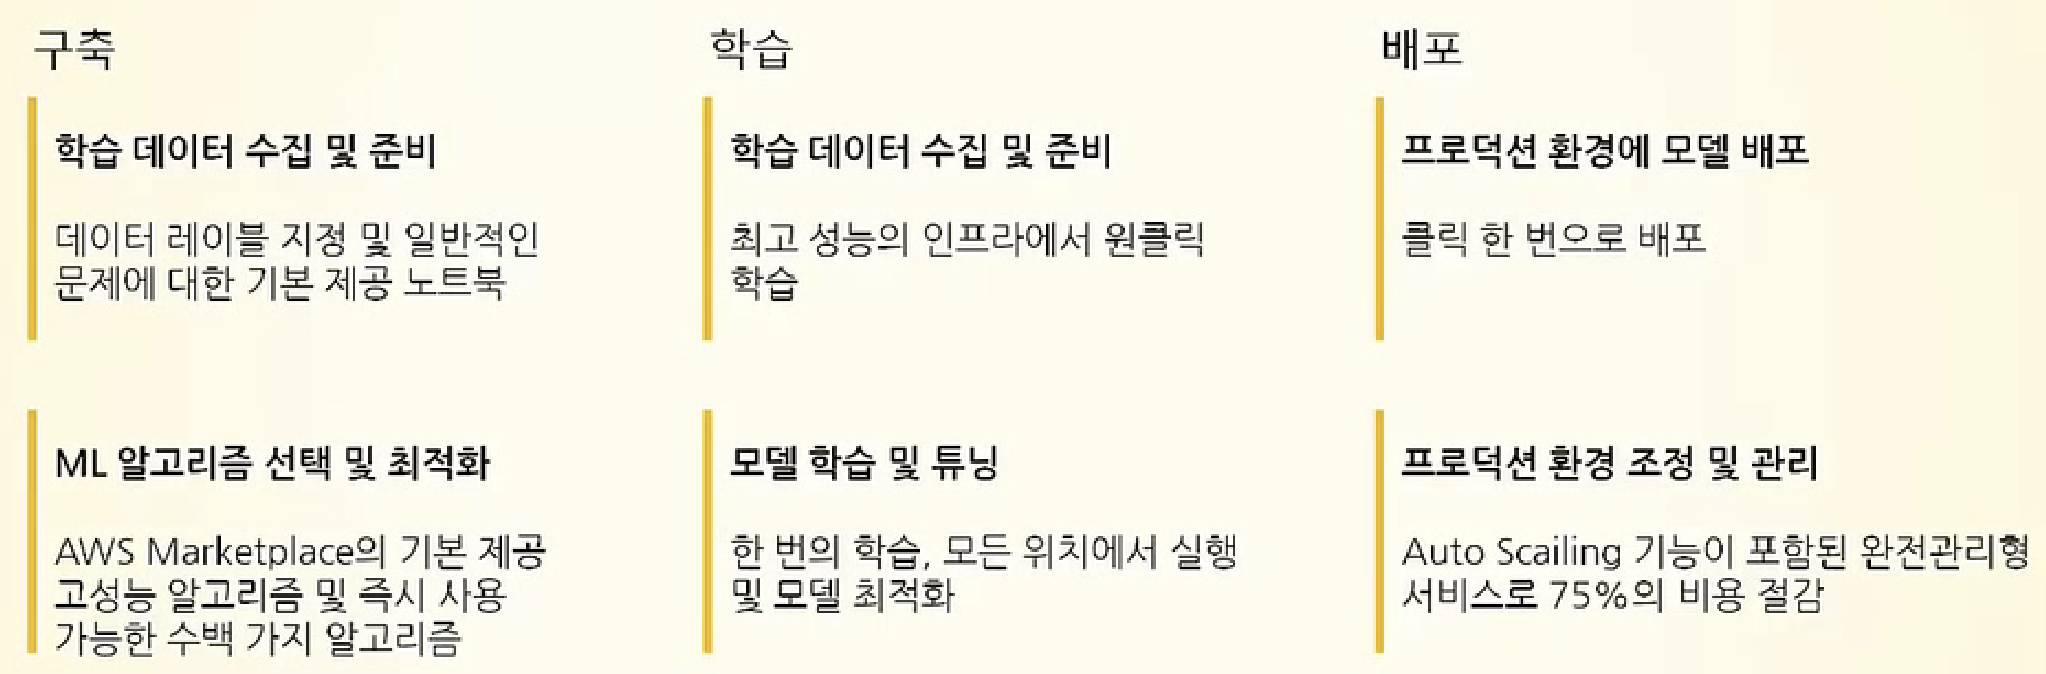 구축
학습 데이터 수집 및 준비
데이터 레이블 지정 및 일반적인
문제에 대한 기본 제공 노트북
ML 알고리즘 선택 및 최적화
AWS Marketplace의 기본 제공
고성능 알고리즘 및 즉시 사용
가능한 수백 가지 알고리즘
학습
학습 데이터 수집 및 준비
최고 성능의 인프라에서 원클릭
학습
모델 학습 및 튜닝
한 번의 학습, 모든 위치에서 실행
및 모델 최적화
배포
프로덕션 환경에 모델 배포
클릭 한 번으로 배포
프로덕션 환경 조정 및 관리
Auto Scailing 기능이 포함된 완전관리형
서비스로 75%의 비용 절감